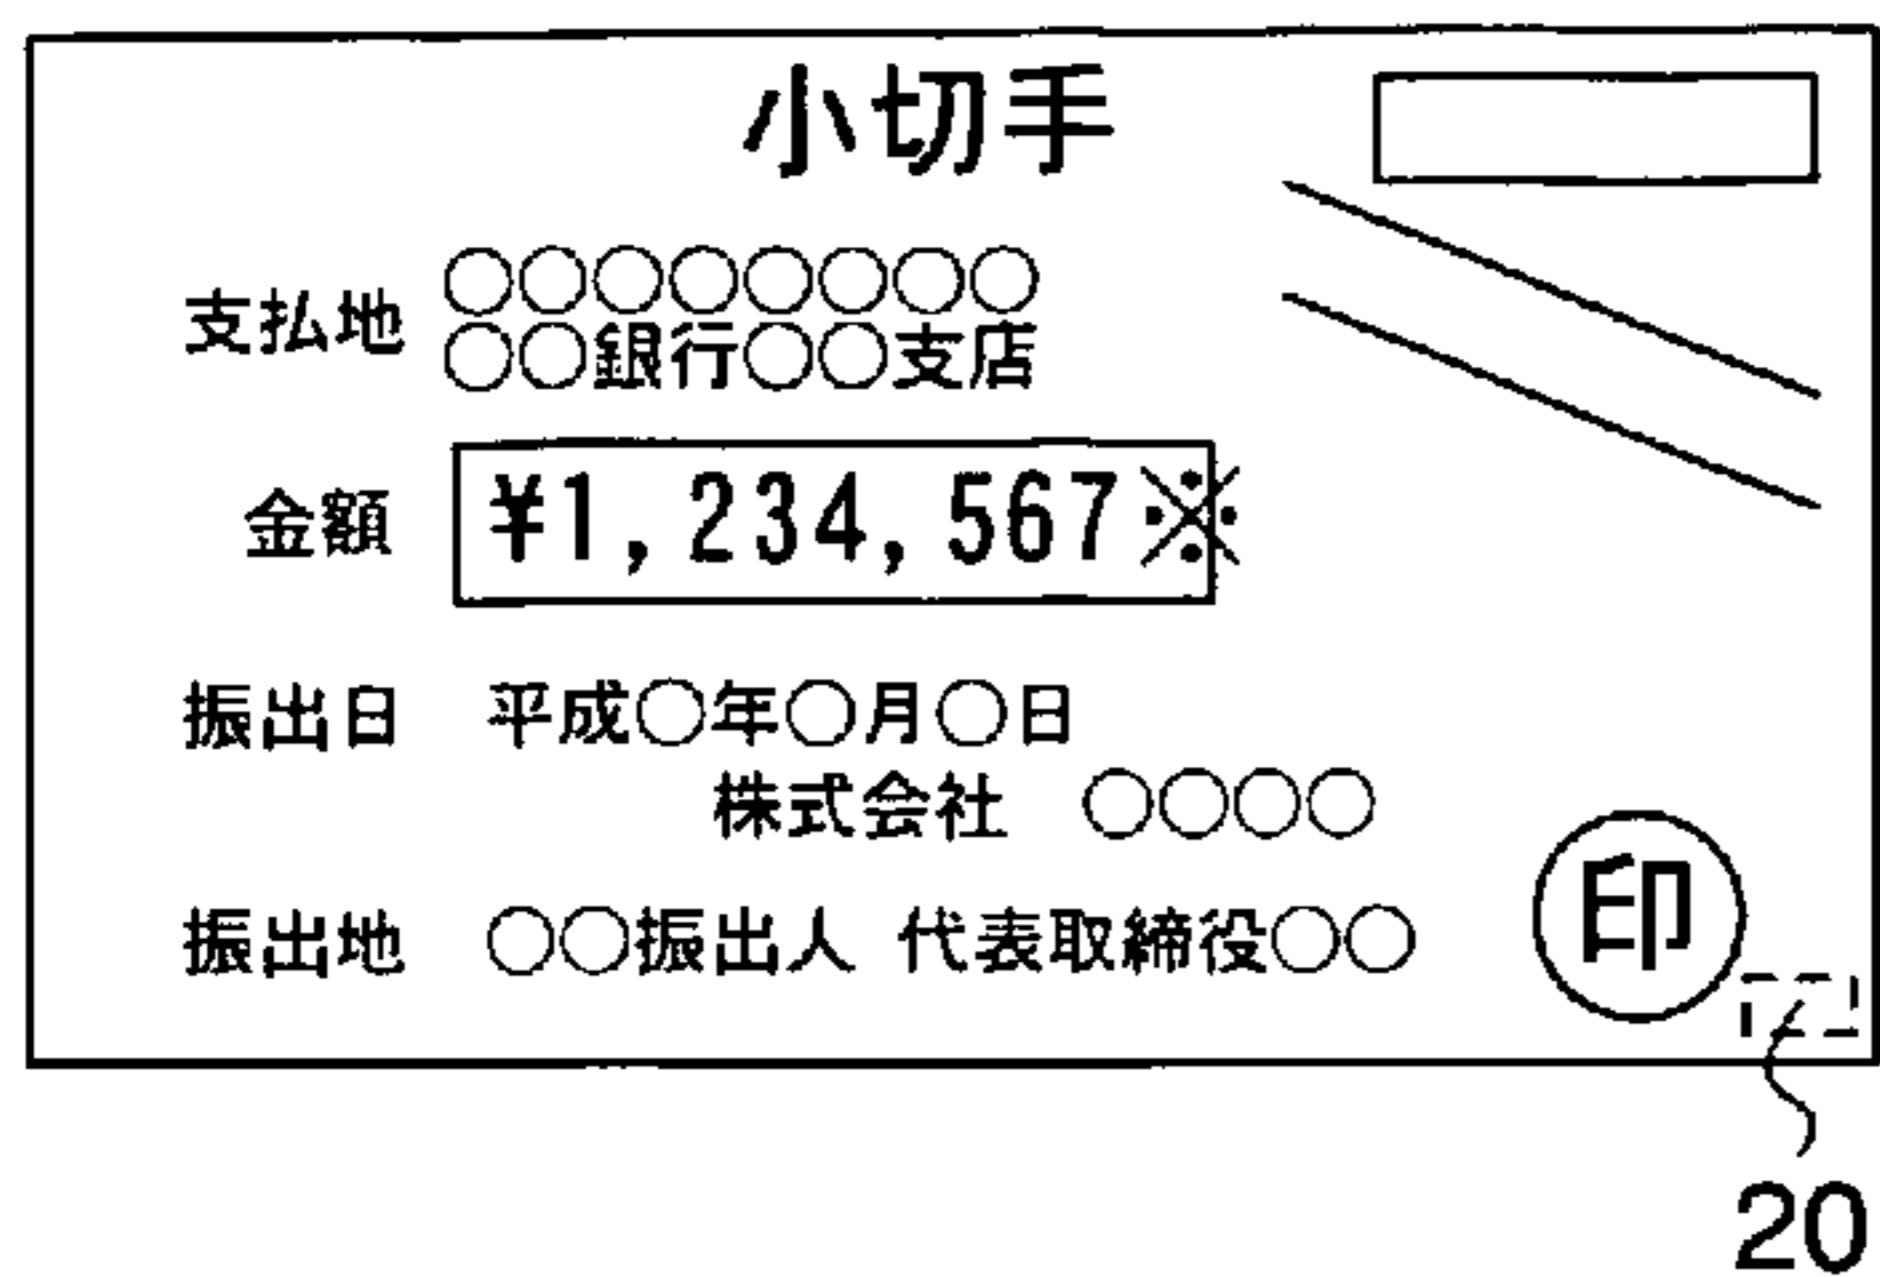 小切手
支払地 ○○○○○○○○
○○銀行○○支店
金額 ¥1,234,567※
振出日 平成○年○月○日
株式会社 ○○○○
振出地 ○○振出人 代表取締役○○
印
20